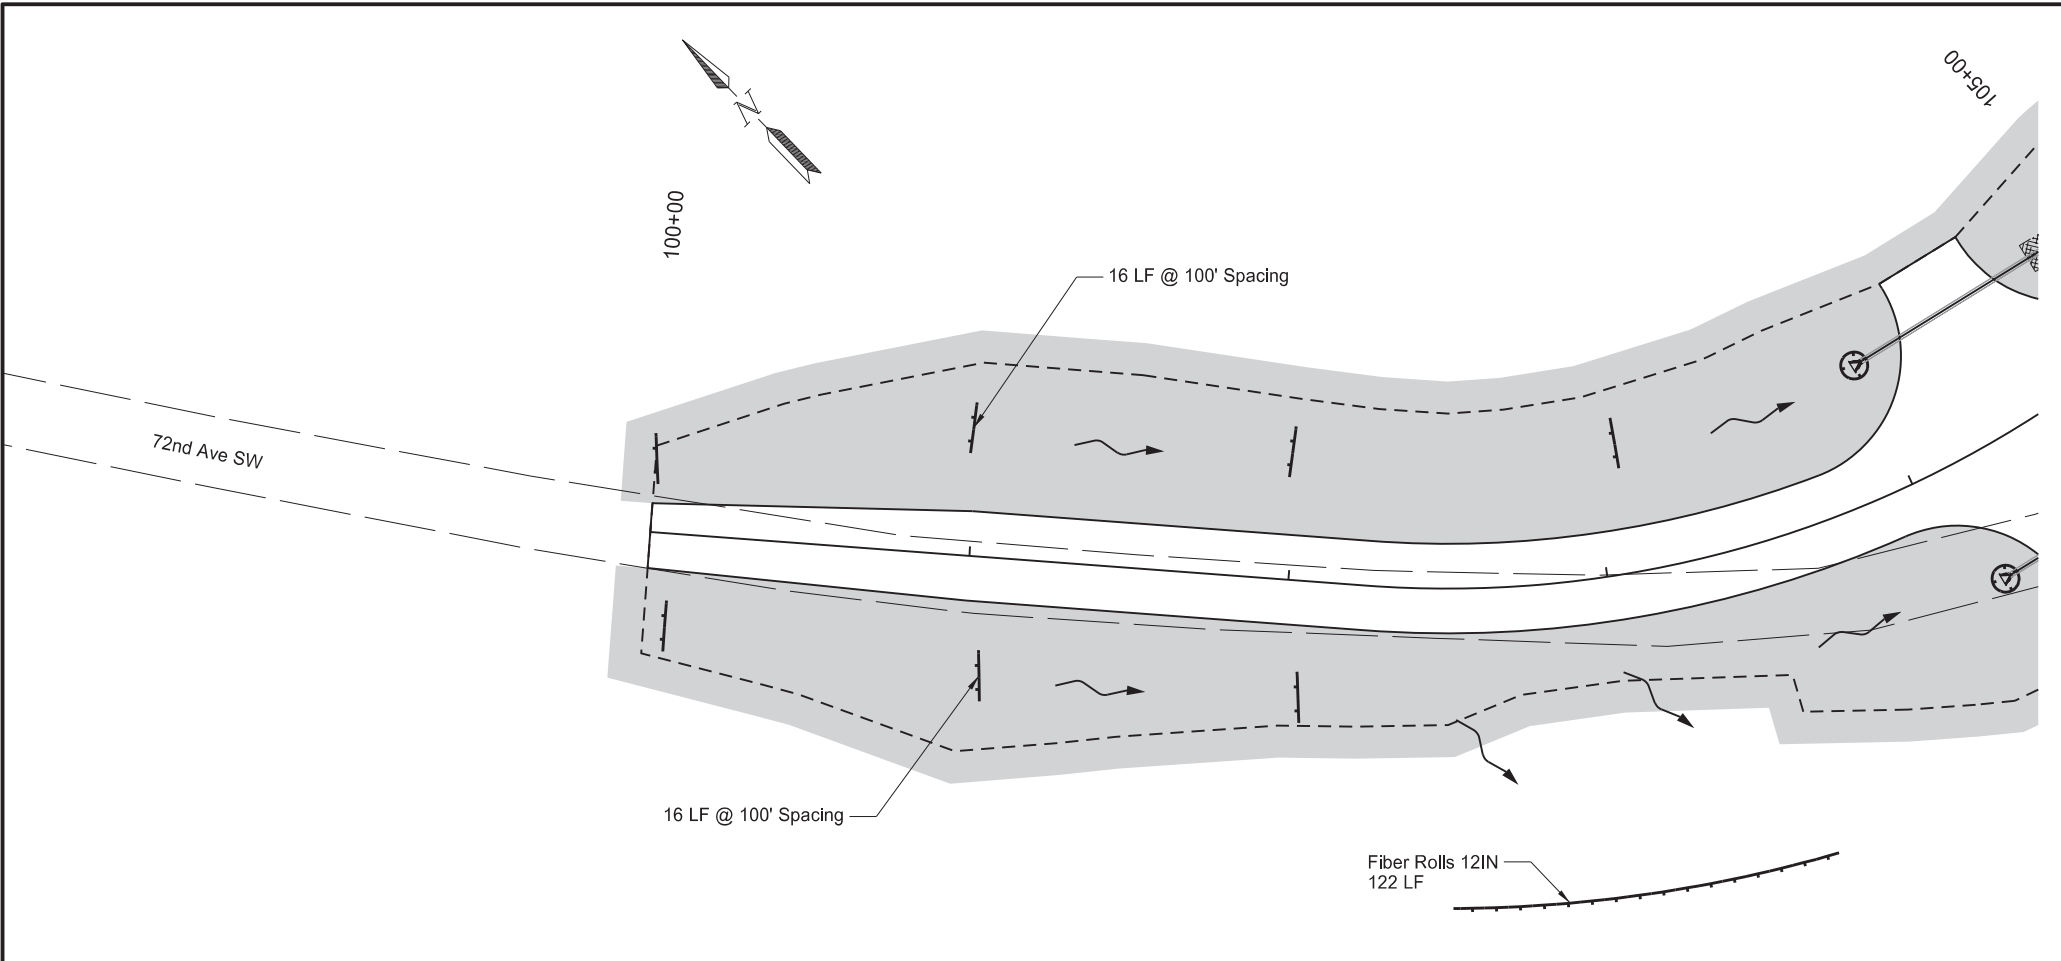 105+00
N
100+00
16 LF @ 100' Spacing
72nd Ave SW
16 LF @ 100' Spacing
Fiber Rolls 12IN
122 LF